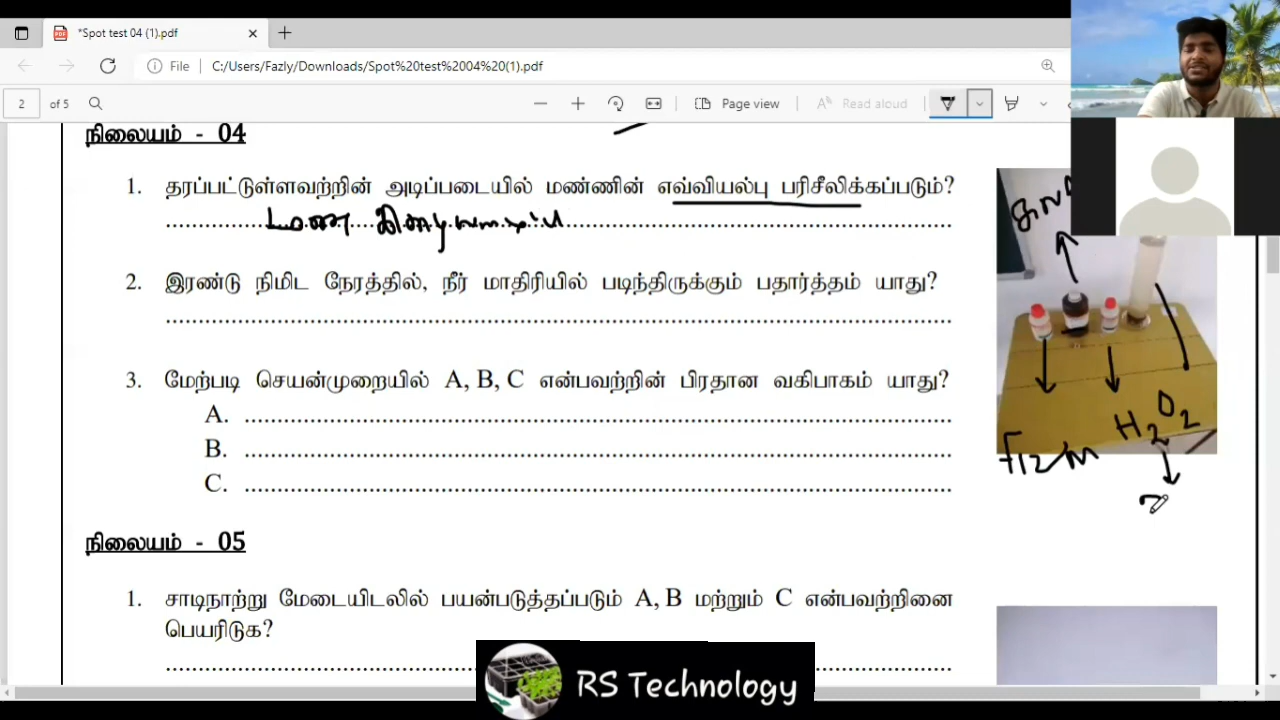 *Spot test 04 (1).pdf
File C:/Users/Fazly/Downloads/Spot%20test%2004%20(1).pdf
2 of 5 Page view Read aloud
நிலையம் - 04
1. தரப்பட்டுள்ளவற்றின் அடிப்படையில் மண்ணின் எவ்வியல்பு பரிசீலிக்கப்படும்?
மண்
2. இரண்டு நிமிட நேரத்தில், நீர் மாதிரியில் படிந்திருக்கும் பதார்த்தம் யாது?
3. மேற்படி செயன்முறையில் A, B, C என்பவற்றின் பிரதான வகிபாகம் யாது?
A.
B.
C.
H2O2
நிலையம் - 05
1. சாடிநாற்று மேடையிடலில் பயன்படுத்தப்படும் A, B மற்றும் C என்பவற்றினை
பெயரிடுக?
RS Technology